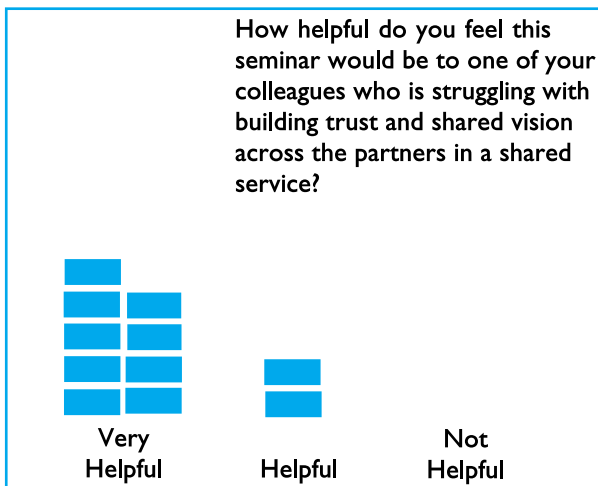 How helpful do you feel this
seminar would be to one of your
colleagues who is struggling with
building trust and shared vision
across the partners in a shared
service?
Very
Helpful
Helpful
Not
Helpful